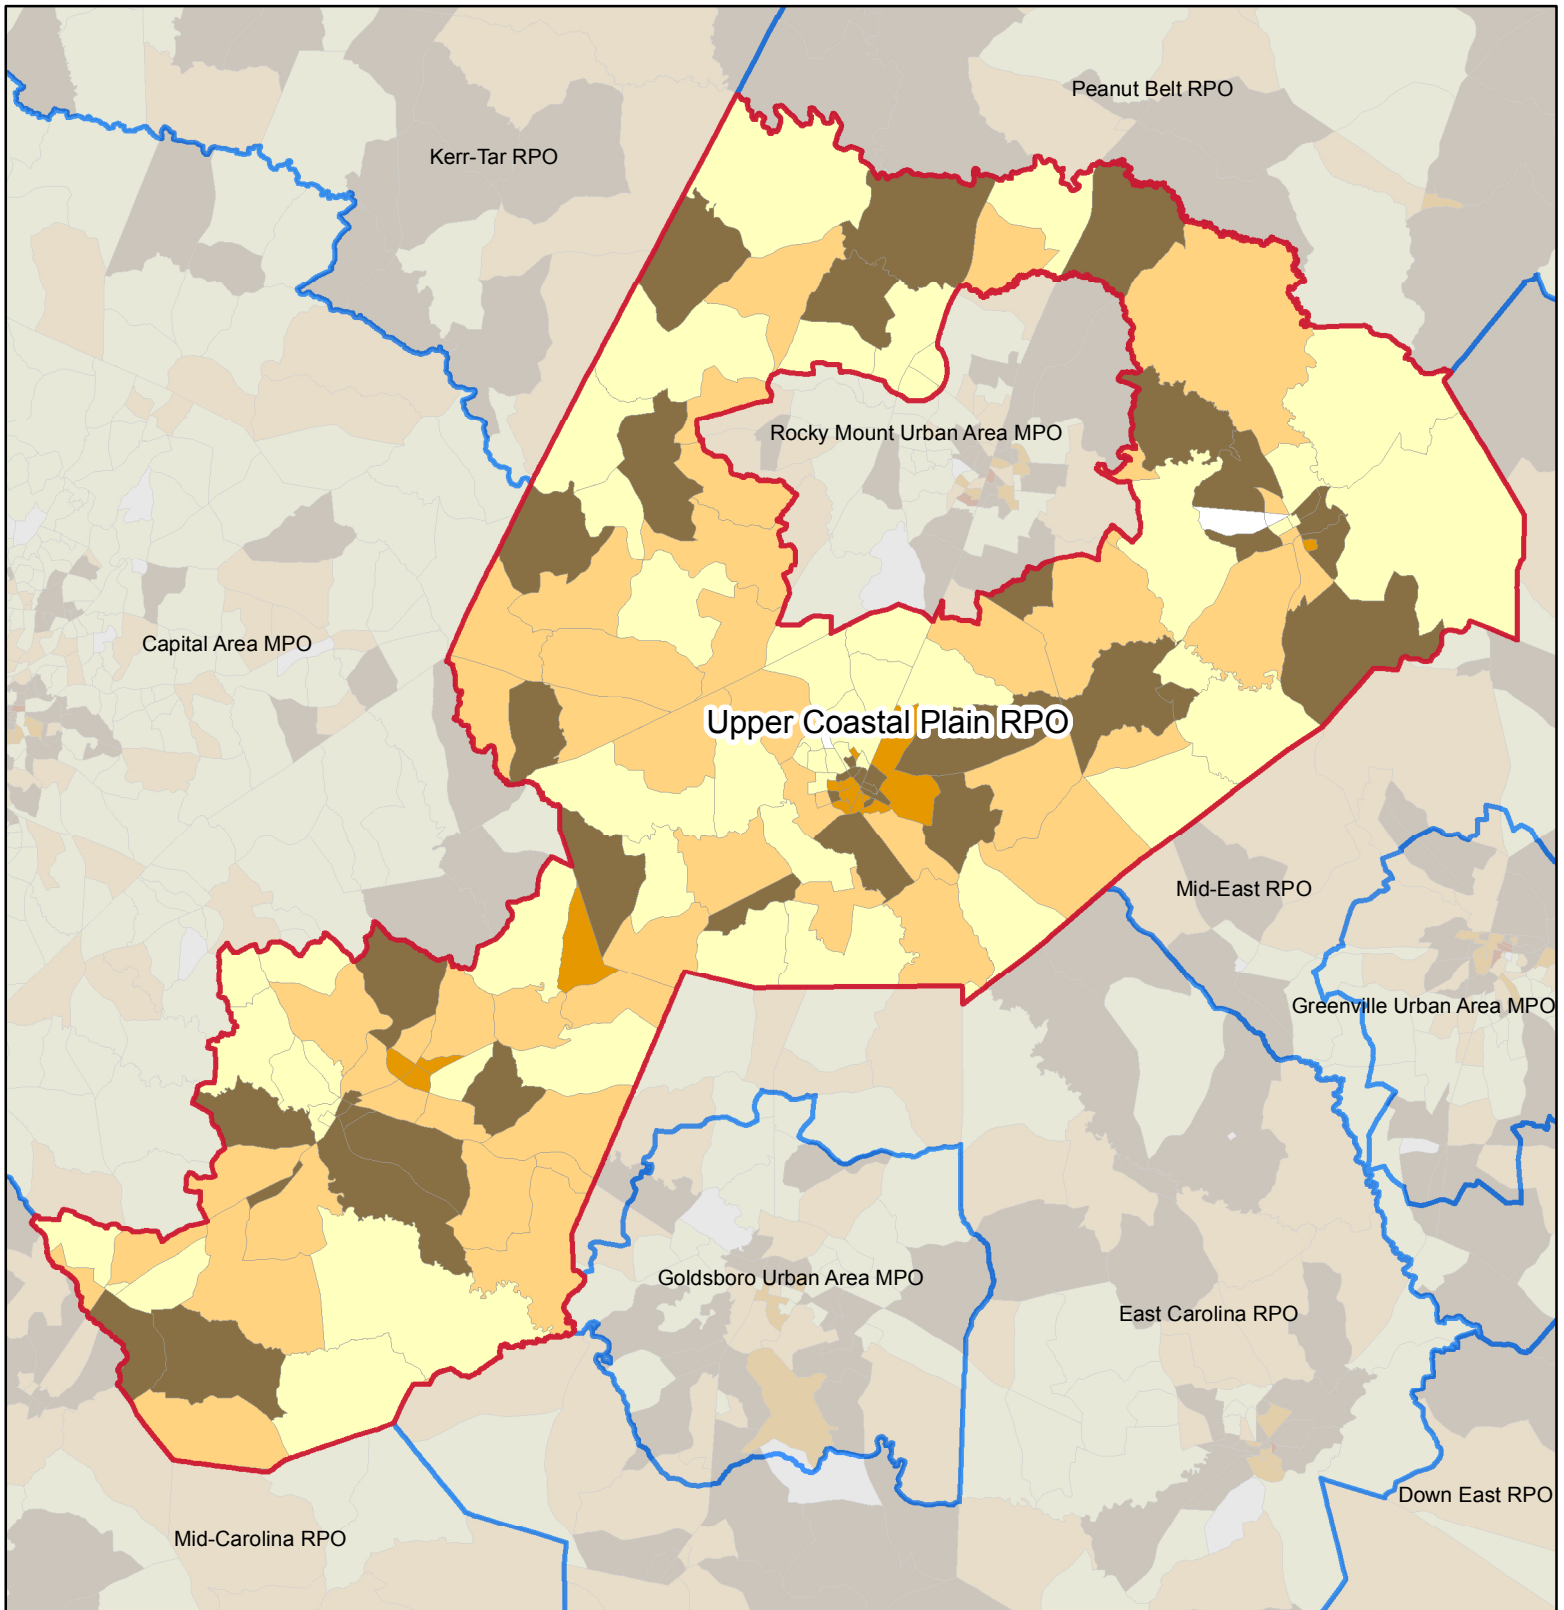 Peanut Belt RPO
Kerr-Tar RPO
Rocky Mount Urban Area MPO
Capital Area MPO
Upper Coastal Plain RPO
Mid-East RPO
Greenville Urban Area MPO
Goldsboro Urban Area MPO
East Carolina RPO
Down East RPO
Mid-Carolina RPO